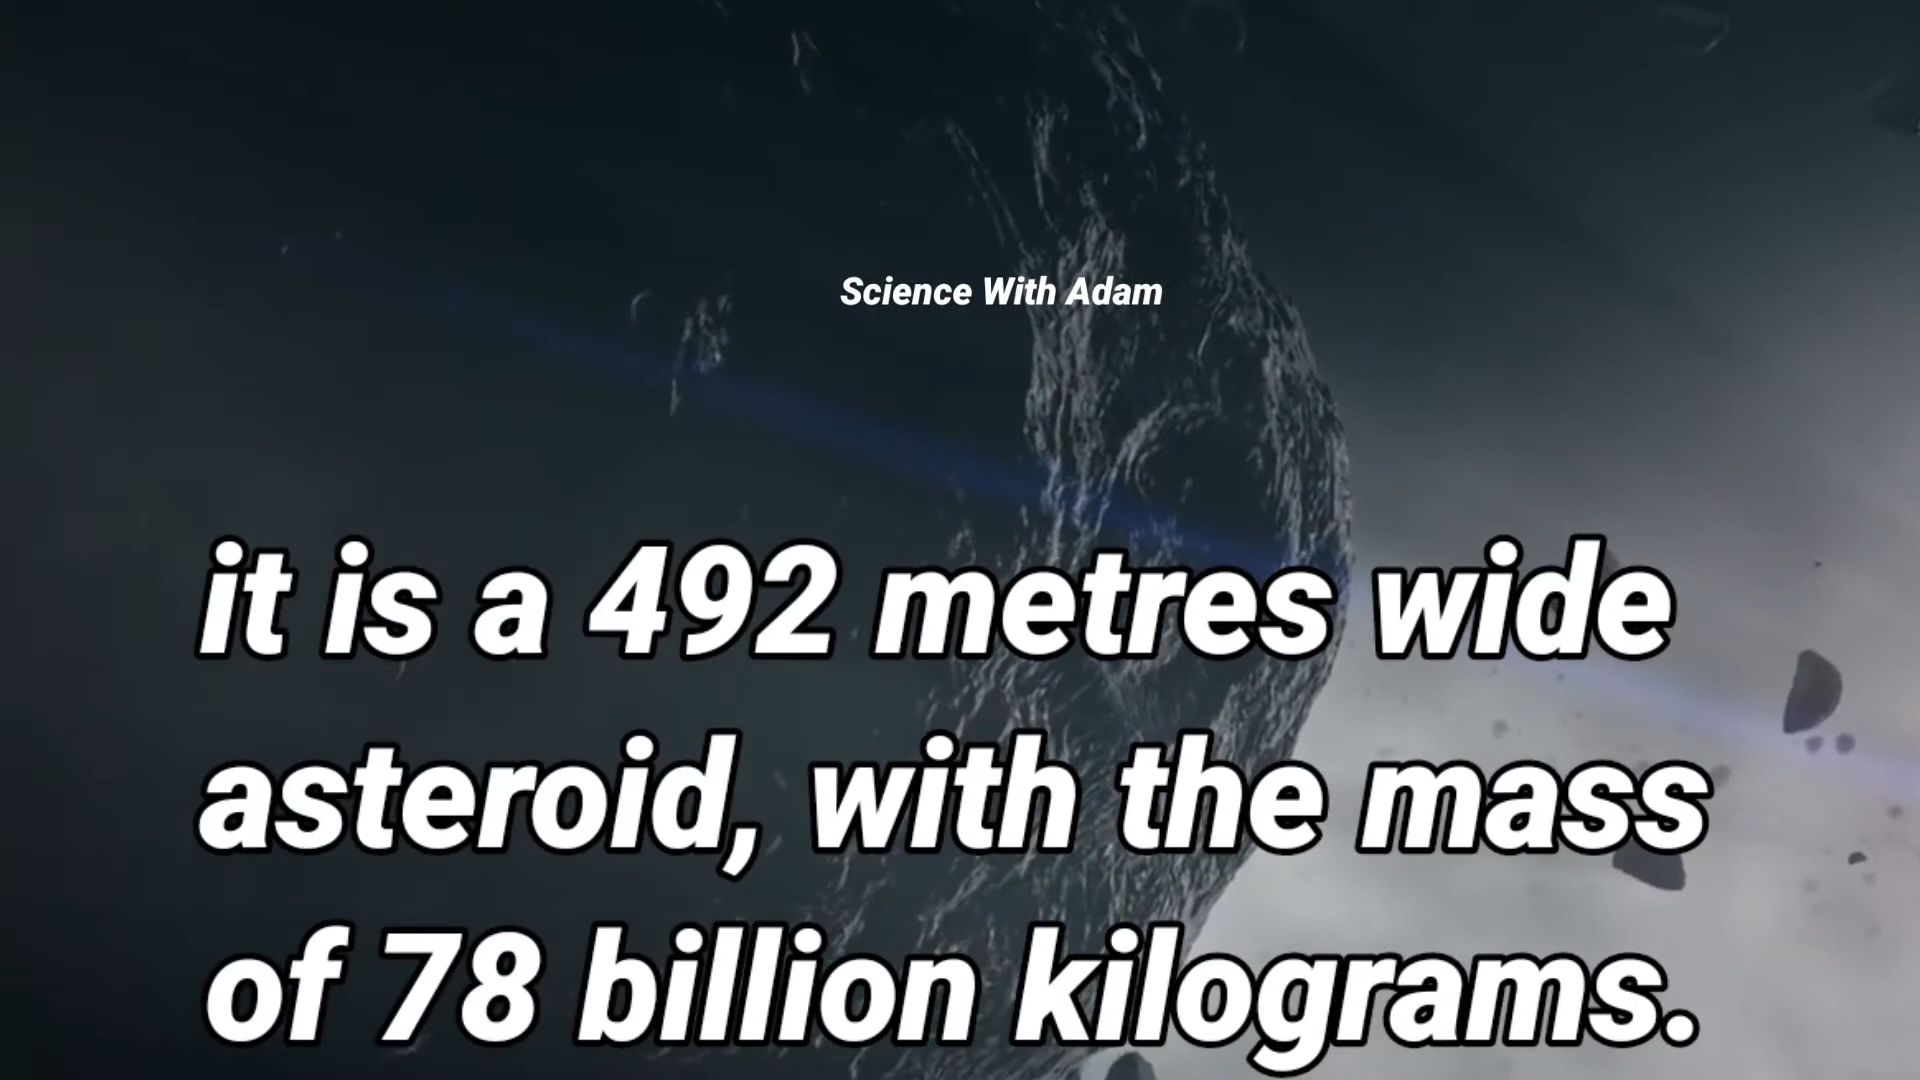 Science With Adam
it is a 492 metres wide
asteroid, with the mass
of 78 billion kilograms.